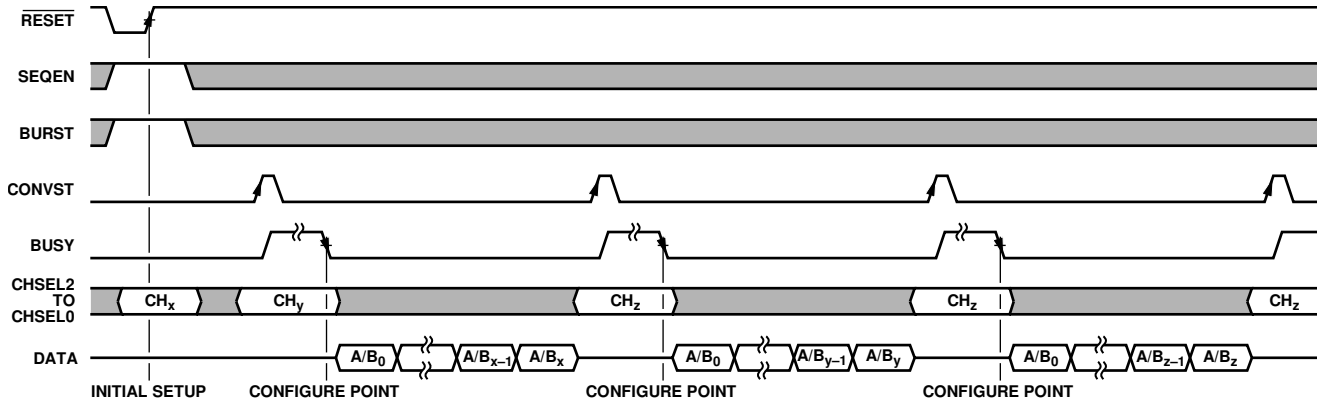 RESET
SEQEN
BURST
CONVST
BUSY
CHSEL2
TO
CHSEL0
CHx CHy CHz CHz CHz
DATA
A/B0 A/Bx–1 A/Bx A/B0 A/By–1 A/By A/B0 A/Bz–1 A/Bz
INITIAL SETUP CONFIGURE POINT CONFIGURE POINT CONFIGURE POINT